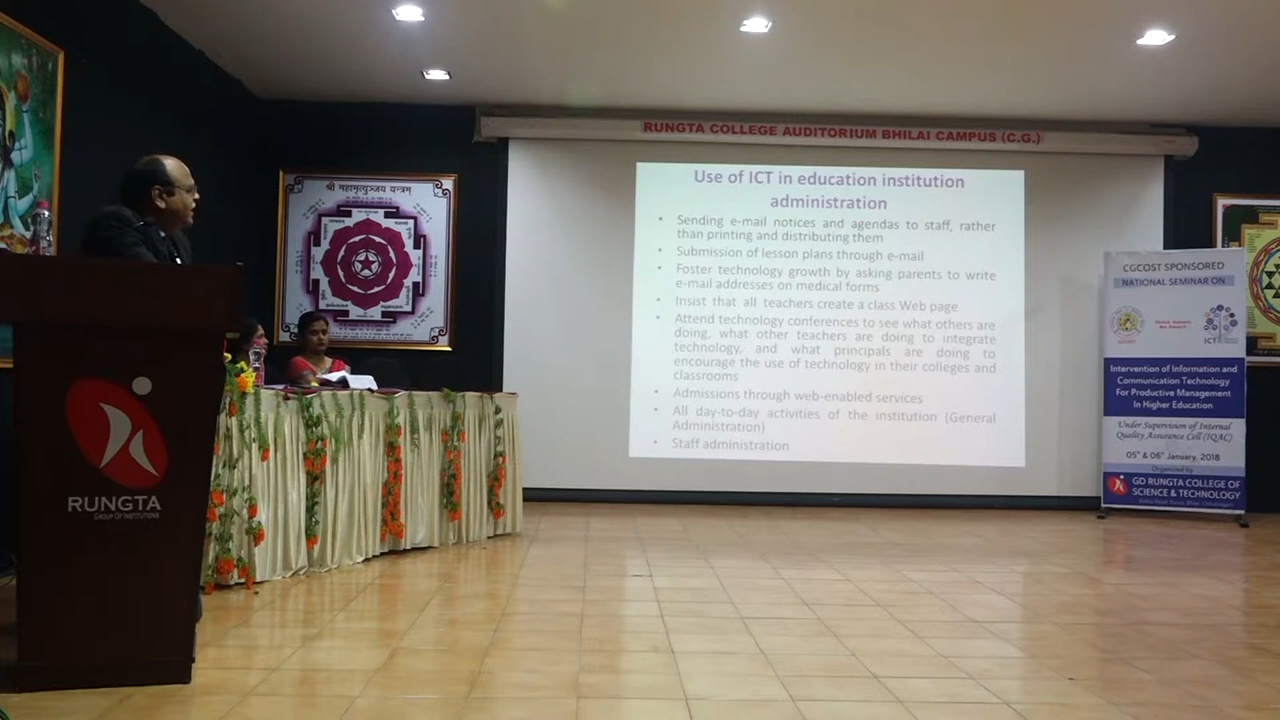 RUNGTA COLLEGE AUDITORIUM BHILAI CAMPUS (C.G.)
Use of ICT in education institution
administration
• Sending e-mail notices and agendas to staff, rather
than printing and distributing them
• Submission of lesson plans through e-mail
• Foster technology growth by asking parents to write
e-mail addresses on medical forms
• Insist that all teachers create a class Web page
• Attend technology conferences to see what others are
doing, what other teachers are doing to integrate
technology, and what principals are doing to
encourage the use of technology in their colleges and
classrooms
• Admissions through web-enabled services
• All day-to-day activities of the institution (General
Administration)
• Staff administration
श्री महामृत्युञ्जय यन्त्रम्
RUNGTA
GROUP OF INSTITUTIONS
CGCOST SPONSORED
NATIONAL SEMINAR ON
ICT
Intervention of Information and
Communication Technology
For Productive Management
In Higher Education
Under Supervision of Internal
Quality Assurance Cell (IQAC)
05th & 06th January, 2018
Organized by
GD RUNGTA COLLEGE OF
SCIENCE & TECHNOLOGY